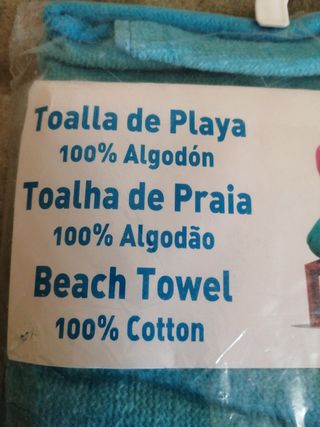 Toalla de Playa
100% Algodón
Toalha de Praia
100% Algodão
Beach Towel
100% Cotton